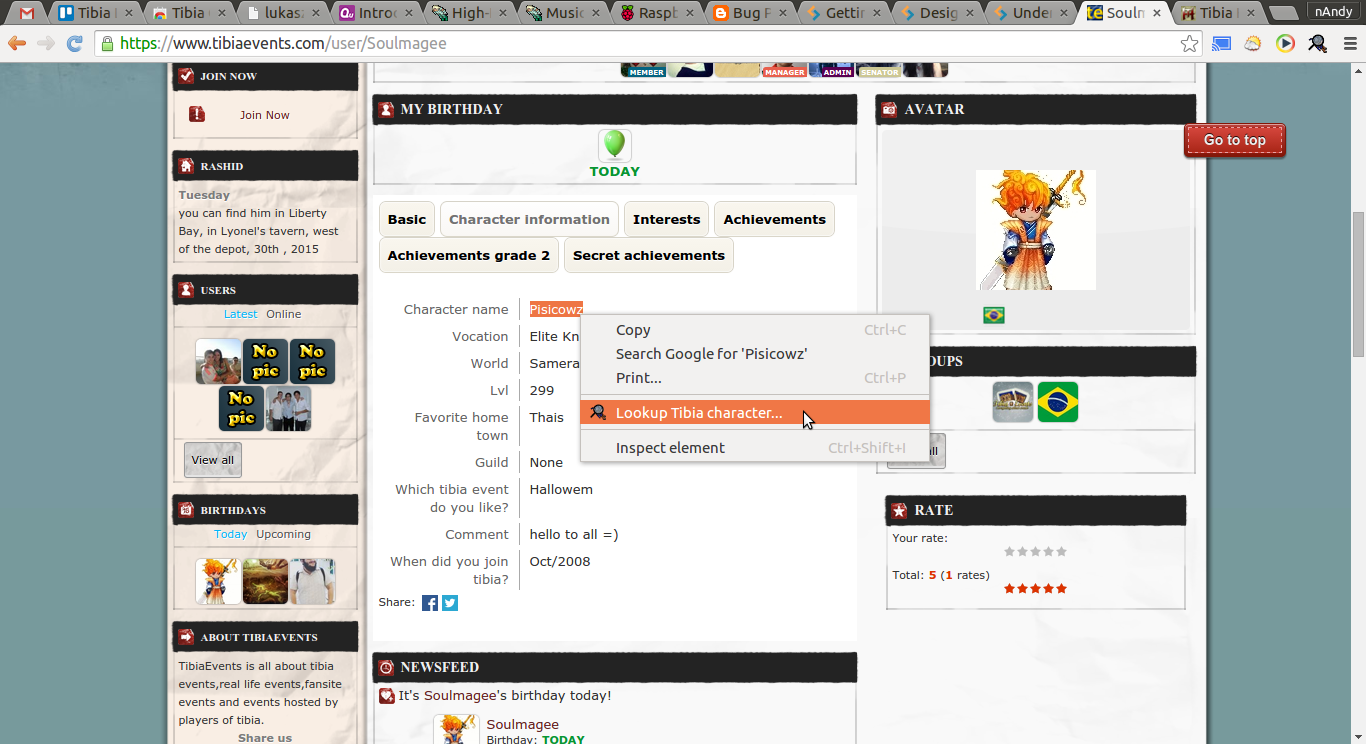 Tibia
Tibia
lukas
Intro
High-
Music
Raspb
Bug
Gettin
Desig
Under
Soulm
Tibia
nAndy
https://www.tibiaevents.com/user/Soulmagee
JOIN NOW
Join Now
RASHID
Tuesday
you can find him in Liberty
Bay, in Lyonel's tavern, west
of the depot, 30th , 2015
USERS
Latest Online
No
pic
No
pic
No
pic
View all
BIRTHDAYS
Today Upcoming
ABOUT TIBIAEVENTS
TibiaEvents is all about tibia
events,real life events,fansite
events and events hosted by
players of tibia.
Share us
MEMBER
MANAGER
ADMIN
SENATOR
MY BIRTHDAY
TODAY
Basic
Character information
Interests
Achievements
Achievements grade 2
Secret achievements
Character name Pisicowz
Vocation Elite Kn
World Samera
Lvl 299
Favorite home Thais
town
Guild None
Which tibia event Hallowem
do you like?
Comment hello to all =)
When did you join Oct/2008
tibia?
Share:
Copy Ctrl+C
Search Google for 'Pisicowz'
Print... Ctrl+P
Lookup Tibia character...
Inspect element Ctrl+Shift+I
NEWSFEED
It's Soulmagee's birthday today!
Soulmagee
Birthday: TODAY
AVATAR
Go to top
OUPS
all
RATE
Your rate:
Total: 5 (1 rates)